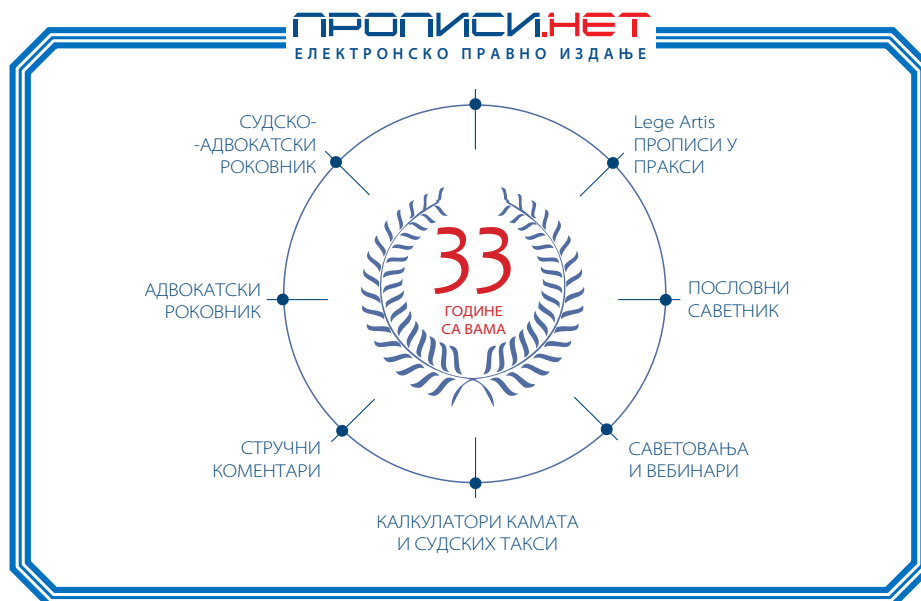 ПРОПИСИ.НЕТ
ЕЛЕКТРОНСКО ПРАВНО ИЗДАЊЕ
СУДСКО-
-АДВОКАТСКИ
РОКОВНИК
Lege Artis
ПРОПИСИ У
ПРАКСИ
33
ГОДИНЕ
СА ВАМА
АДВОКАТСКИ
РОКОВНИК
ПОСЛОВНИ
САВЕТНИК
СТРУЧНИ
КОМЕНТАРИ
САВЕТОВАЊА
И ВЕБИНАРИ
КАЛКУЛАТОРИ КАМАТА
И СУДСКИХ ТАКСИ